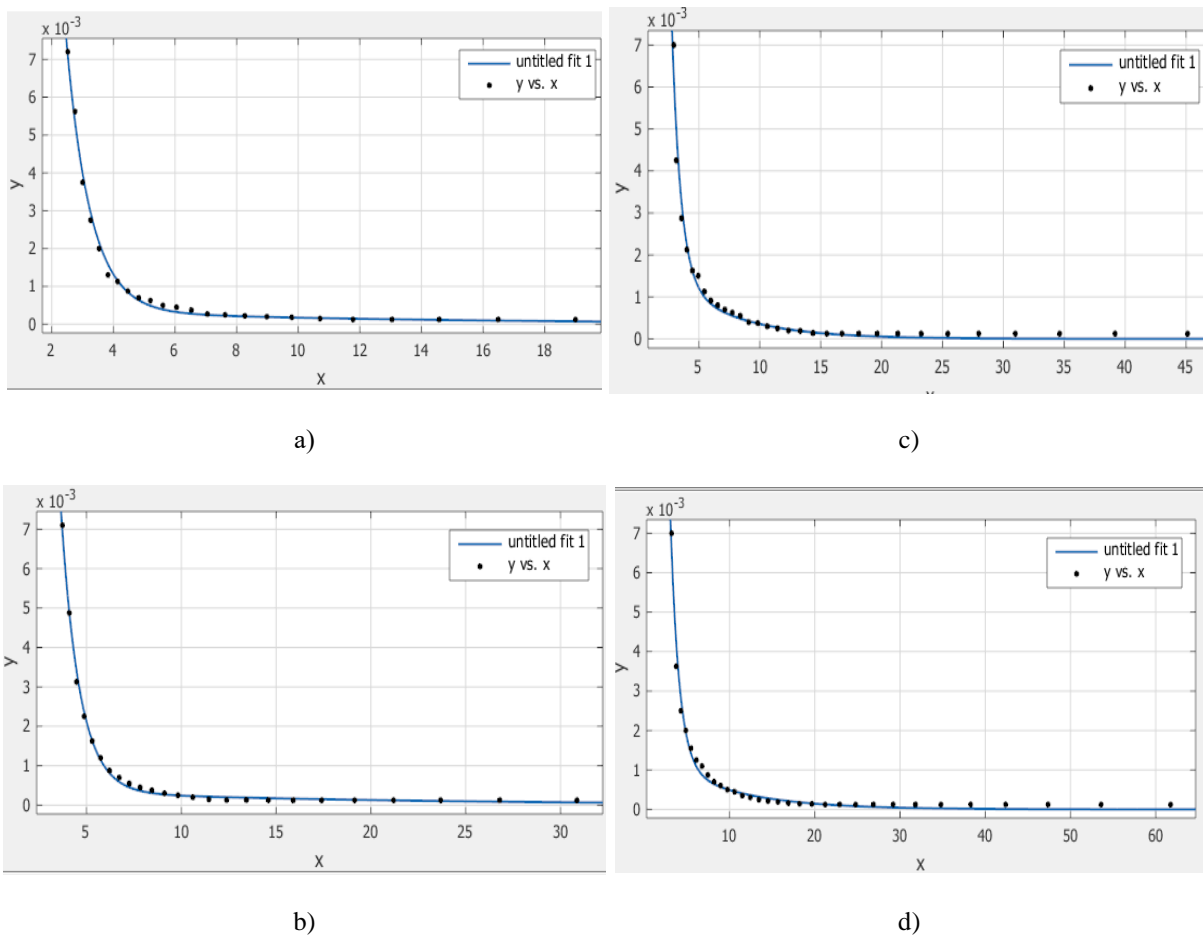 x 10-3
7
6
5
4
3
2
1
0
y
2 4 6 8 10 12 14 16 18
x
untitled fit 1
y vs. x
a)
x 10-3
7
6
5
4
3
2
1
0
y
5 10 15 20 25 30 35 40 45
untitled fit 1
y vs. x
c)
x 10-3
7
6
5
4
3
2
1
0
y
5 10 15 20 25 30
x
untitled fit 1
y vs. x
b)
x 10-3
7
6
5
4
3
2
1
0
y
10 20 30 40 50 60
x
untitled fit 1
y vs. x
d)